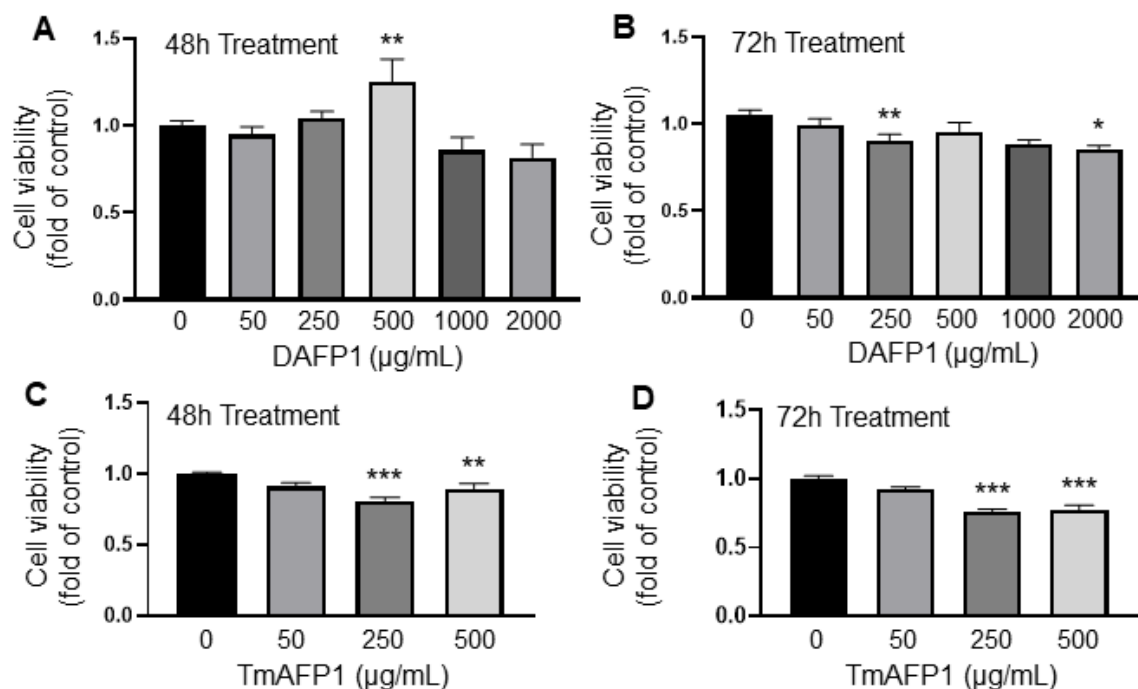 A
48h Treatment
**
1.5
1.0
0.5
0.0
Cell viability
(fold of control)
0 50 250 500 1000 2000
DAFP1 (µg/mL)
B
72h Treatment
**
*
1.5
1.0
0.5
0.0
Cell viability
(fold of control)
0 50 250 500 1000 2000
DAFP1 (µg/mL)
C
48h Treatment
***
**
1.5
1.0
0.5
0.0
Cell viability
(fold of control)
0 50 250 500
TmAFP1 (µg/mL)
D
72h Treatment
***
***
1.5
1.0
0.5
0.0
Cell viability
(fold of control)
0 50 250 500
TmAFP1 (µg/mL)